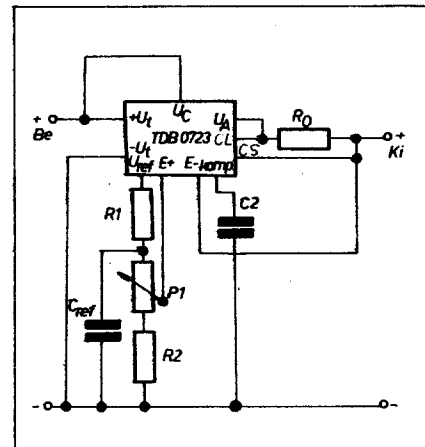 + Be
+Ut
UC
UA
TDB 0723
CL
R0
+ Ki
-Ut
CS
Uref E+ E- komp.
R1
C2
P1
Cref
R2
- -